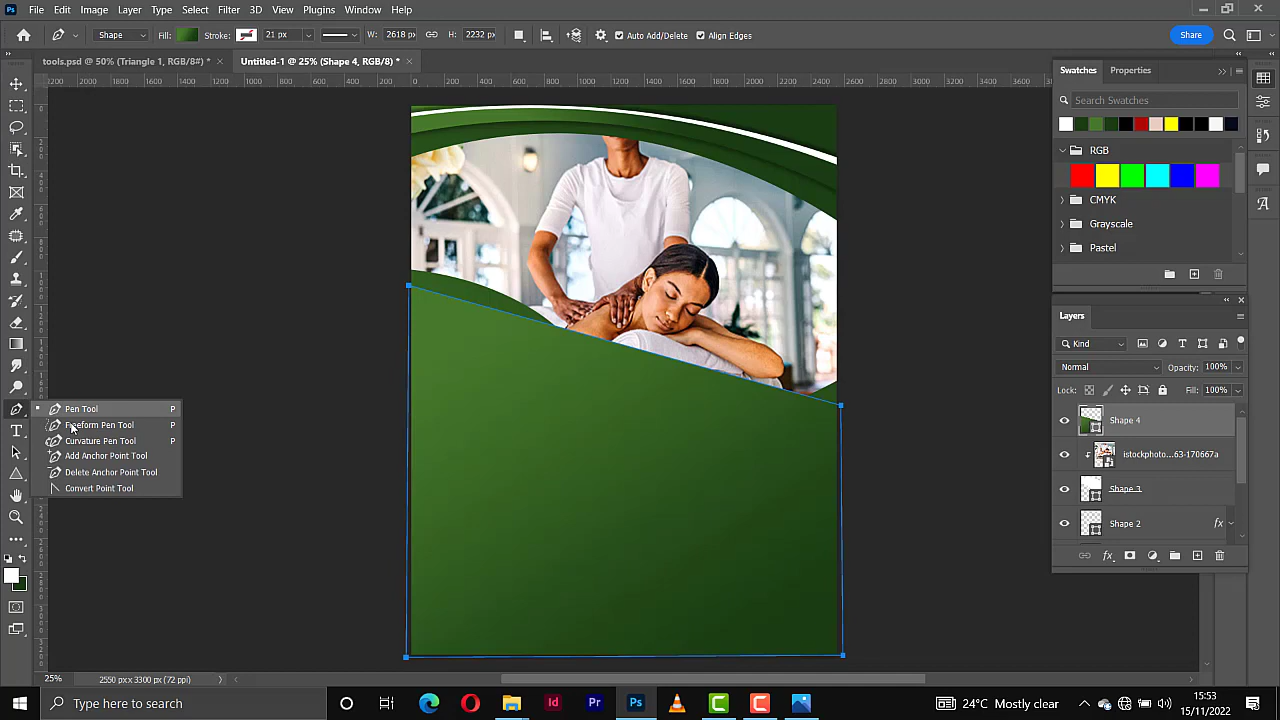 Ps File Edit Image Layer Type Select Filter 3D View Plugins Window Help
Shape Fill: Stroke: 21 px W: 2618 p: H: 2232 p: Auto Add/Delete Align Edges Share
tools.psd @ 50% (Triangle 1, RGB/8#) * × Untitled-1 @ 25% (Shape 4, RGB/8) * ×
Swatches Properties
Search Swatches
RGB
CMYK
Grayscale
Pastel
Layers
Kind
Normal Opacity: 100%
Lock: Fill: 100%
Shape 4
istockphoto...63-170667a
Shape 3
Shape 2 fx
Pen Tool P
Freeform Pen Tool P
Curvature Pen Tool P
Add Anchor Point Tool
Delete Anchor Point Tool
Convert Point Tool
25% 2550 px x 3300 px (72 ppi)
Type here to search
Id Pr Ps
24°C Mostly clear
15:53
15/11/2022